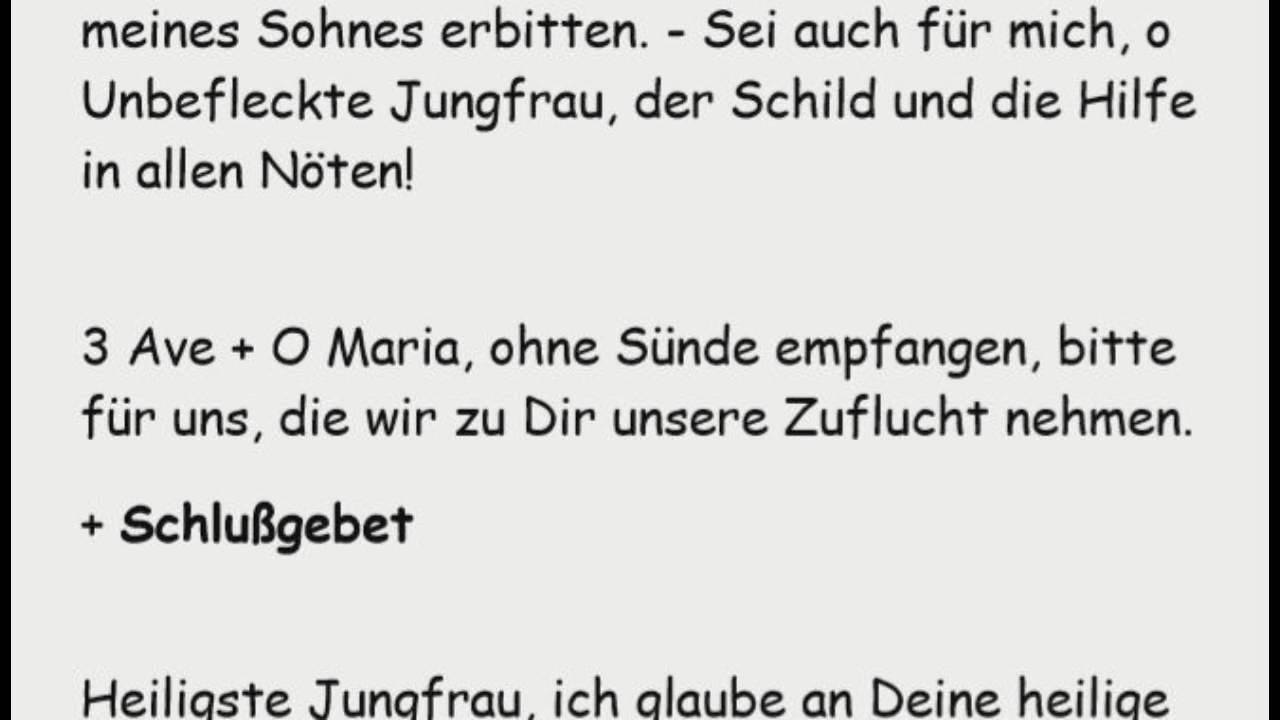 meines Sohnes erbitten. - Sei auch für mich, o
Unbefleckte Jungfrau, der Schild und die Hilfe
in allen Nöten!
3 Ave + O Maria, ohne Sünde empfangen, bitte
für uns, die wir zu Dir unsere Zuflucht nehmen.
+ Schlußgebet
Heiligste Jungfrau, ich glaube an Deine heilige